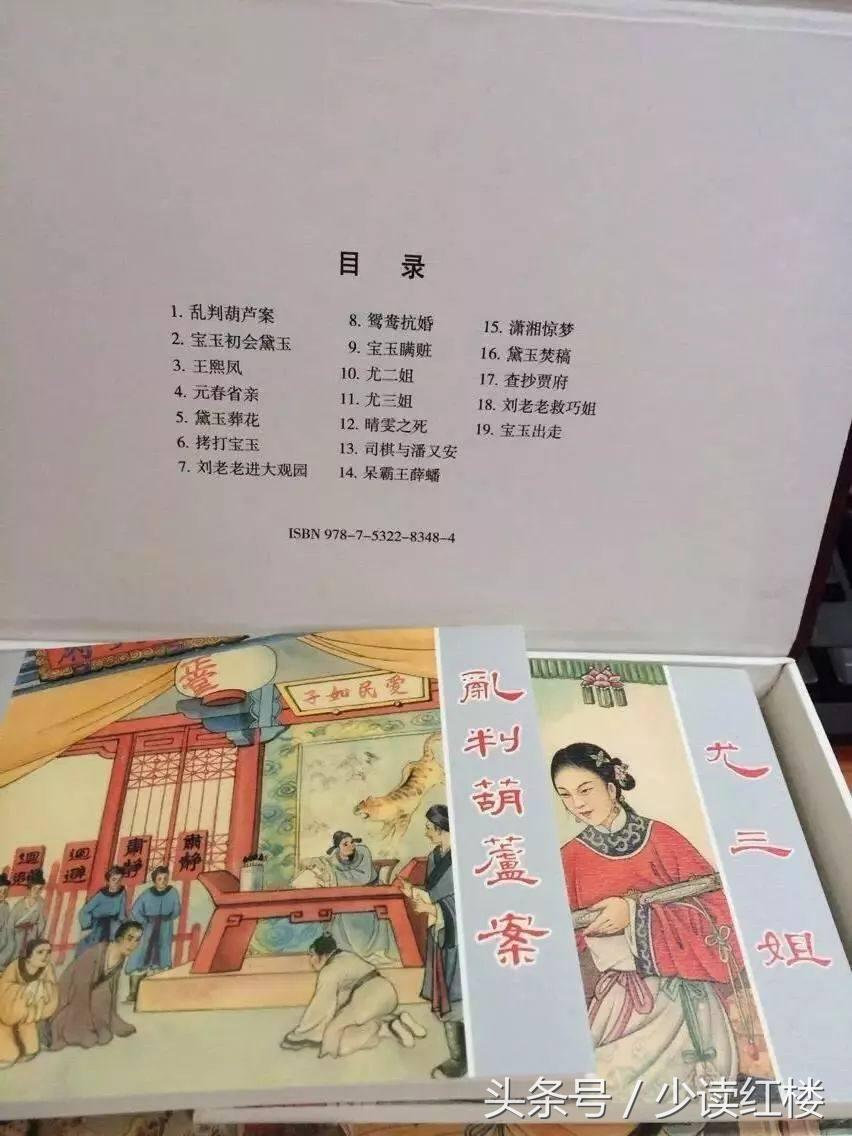 目 录
1. 乱判葫芦案
2. 宝玉初会黛玉
3. 王熙凤
4. 元春省亲
5. 黛玉葬花
6. 拷打宝玉
7. 刘老老进大观园
8. 鸳鸯抗婚
9. 宝玉瞒赃
10. 尤二姐
11. 尤三姐
12. 晴雯之死
13. 司棋与潘又安
14. 呆霸王薛蟠
15. 潇湘惊梦
16. 黛玉焚稿
17. 查抄贾府
18. 刘老老救巧姐
19. 宝玉出走
ISBN 978-7-5322-8348-4
愛民如子
迴避
肅靜
肅靜
亂判葫蘆案
尤三姐
头条号 / 少读红楼